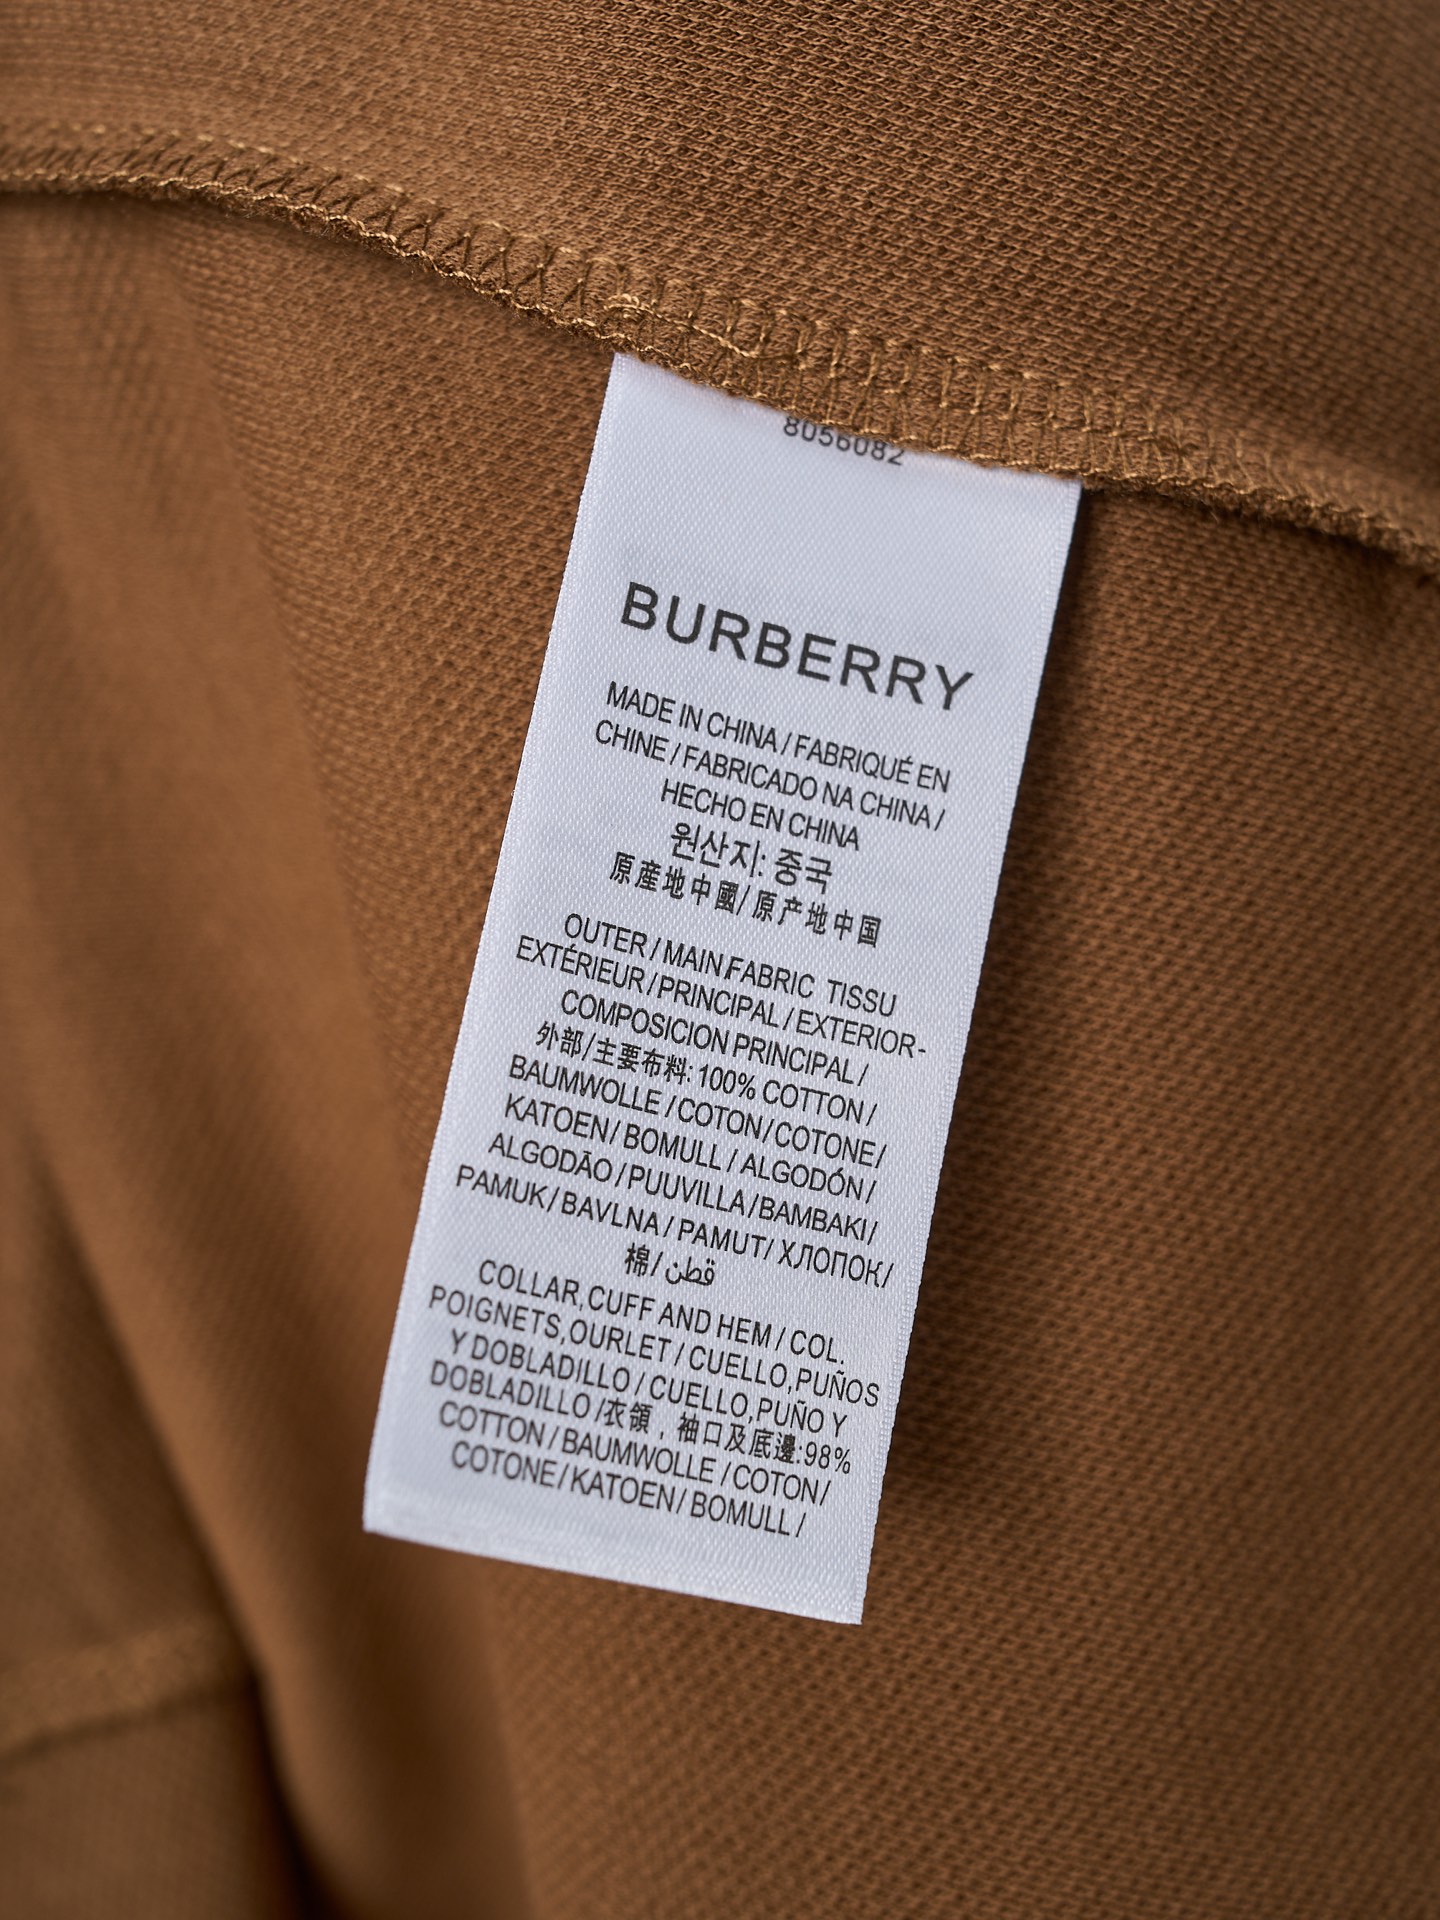 8056082
BURBERRY
MADE IN CHINA / FABRIQUÉ EN
CHINE / FABRICADO NA CHINA /
HECHO EN CHINA
원산지: 중국
原産地中國/原产地中国
OUTER / MAIN FABRIC TISSU
EXTÉRIEUR / PRINCIPAL / EXTERIOR-
COMPOSICION PRINCIPAL /
外部/主要布料: 100% COTTON /
BAUMWOLLE / COTON / COTONE /
KATOEN / BOMULL / ALGODÓN /
ALGODÃO / PUUVILLA / BAMBAKI /
PAMUK / BAVLNA / PAMUT / ХЛОПОК /
棉 / قطن
COLLAR, CUFF AND HEM / COL.
POIGNETS, OURLET / CUELLO, PUÑOS
Y DOBLADILLO / CUELLO, PUÑO Y
DOBLADILLO /衣領，袖口及底邊:98%
COTTON / BAUMWOLLE / COTON /
COTONE / KATOEN / BOMULL /